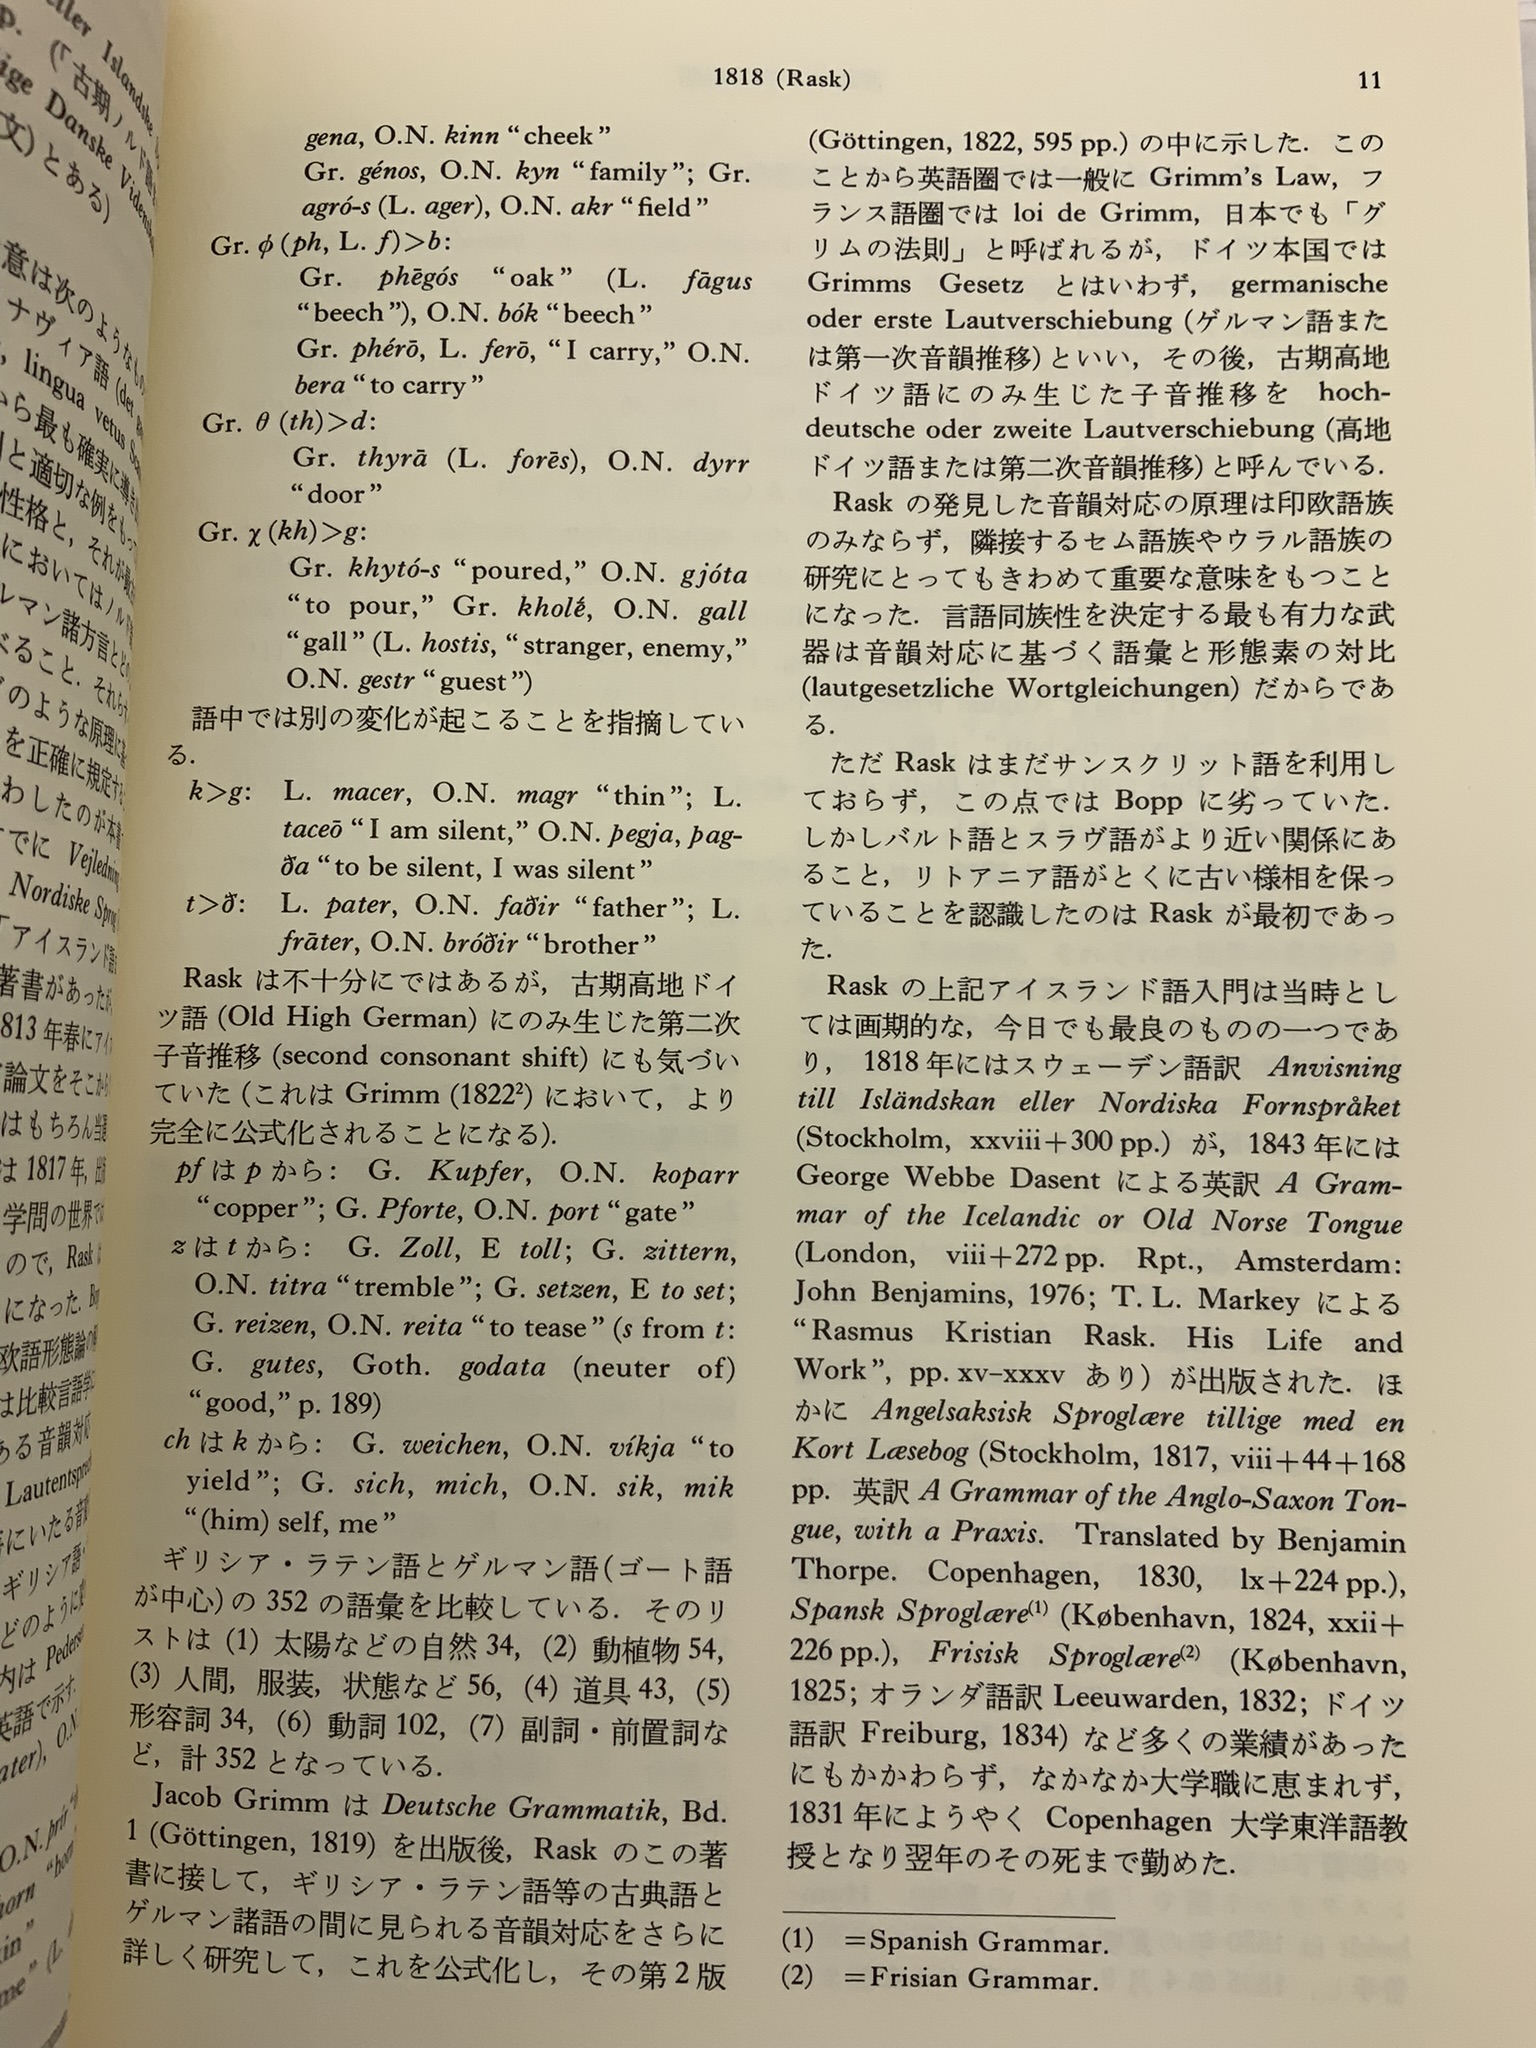 1818 (Rask)
11
gena, O.N. kinn “cheek”
Gr. génos, O.N. kyn “family”; Gr.
agró-s (L. ager), O.N. akr “field”
Gr. ϕ (ph, L. f)>b:
Gr. phēgós “oak” (L. fāgus
“beech”), O.N. bók “beech”
Gr. phérō, L. ferō, “I carry,” O.N.
bera “to carry”
Gr. θ (th)>d:
Gr. thyrā (L. forēs), O.N. dyrr
“door”
Gr. χ (kh)>g:
Gr. khytó-s “poured,” O.N. gjóta
“to pour,” Gr. kholḗ, O.N. gall
“gall” (L. hostis, “stranger, enemy,”
O.N. gestr “guest”)
語中では別の変化が起こることを指摘してい
る.
k>g: L. macer, O.N. magr “thin”; L.
taceō “I am silent,” O.N. þegja, þag-
ða “to be silent, I was silent”
t>ð: L. pater, O.N. faðir “father”; L.
frāter, O.N. bróðir “brother”
Rask は不十分にではあるが，古期高地ドイ
ツ語 (Old High German) にのみ生じた第二次
子音推移 (second consonant shift) にも気づい
ていた (これは Grimm (1822²) において，より
完全に公式化されることになる).
pf は p から： G. Kupfer, O.N. koparr
“copper”; G. Pforte, O.N. port “gate”
z は t から： G. Zoll, E toll; G. zittern,
O.N. titra “tremble”; G. setzen, E to set;
G. reizen, O.N. reita “to tease” (s from t:
G. gutes, Goth. godata (neuter of)
“good,” p. 189)
ch は k から： G. weichen, O.N. víkja “to
yield”; G. sich, mich, O.N. sik, mik
“(him) self, me”
ギリシア・ラテン語とゲルマン語(ゴート語
が中心)の 352 の語彙を比較している. そのリ
ストは (1) 太陽などの自然 34, (2) 動植物 54,
(3) 人間，服装，状態など 56, (4) 道具 43, (5)
形容詞 34, (6) 動詞 102, (7) 副詞・前置詞な
ど，計 352 となっている.
Jacob Grimm は Deutsche Grammatik, Bd.
1 (Göttingen, 1819) を出版後，Rask のこの著
書に接して，ギリシア・ラテン語等の古典語と
ゲルマン諸語の間に見られる音韻対応をさらに
詳しく研究して，これを公式化し，その第 2 版
(Göttingen, 1822, 595 pp.) の中に示した. この
ことから英語圏では一般に Grimm's Law, フ
ランス語圏では loi de Grimm, 日本でも「グ
リムの法則」と呼ばれるが，ドイツ本国では
Grimms Gesetz とはいわず，germanische
oder erste Lautverschiebung (ゲルマン語また
は第一次音韻推移) といい，その後，古期高地
ドイツ語にのみ生じた子音推移を hoch-
deutsche oder zweite Lautverschiebung (高地
ドイツ語または第二次音韻推移) と呼んでいる.
Rask の発見した音韻対応の原理は印欧語族
のみならず，隣接するセム語族やウラル語族の
研究にとってもきわめて重要な意味をもつこと
になった. 言語同族性を決定する最も有力な武
器は音韻対応に基づく語彙と形態素の対比
(lautgesetzliche Wortgleichungen) だからであ
る.
ただ Rask はまだサンスクリット語を利用し
ておらず，この点では Bopp に劣っていた.
しかしバルト語とスラヴ語がより近い関係にあ
ること，リトアニア語がとくに古い様相を保っ
ていることを認識したのは Rask が最初であっ
た.
Rask の上記アイスランド語入門は当時とし
ては画期的な，今日でも最良のものの一つであ
り，1818 年にはスウェーデン語訳 Anvisning
till Isländskan eller Nordiska Fornspråket
(Stockholm, xxviii+300 pp.) が，1843 年には
George Webbe Dasent による英訳 A Gram-
mar of the Icelandic or Old Norse Tongue
(London, viii+272 pp. Rpt., Amsterdam:
John Benjamins, 1976; T. L. Markey による
“Rasmus Kristian Rask. His Life and
Work”, pp. xv–xxxv あり) が出版された. ほ
かに Angelsaksisk Sproglære tillige med en
Kort Læsebog (Stockholm, 1817, viii+44+168
pp. 英訳 A Grammar of the Anglo-Saxon Ton-
gue, with a Praxis. Translated by Benjamin
Thorpe. Copenhagen, 1830, lx+224 pp.),
Spansk Sproglære⁽¹⁾ (København, 1824, xxii+
226 pp.), Frisisk Sproglære⁽²⁾ (København,
1825; オランダ語訳 Leeuwarden, 1832; ドイツ
語訳 Freiburg, 1834) など多くの業績があった
にもかかわらず，なかなか大学職に恵まれず，
1831 年にようやく Copenhagen 大学東洋語教
授となり翌年のその死まで勤めた.
(1) =Spanish Grammar.
(2) =Frisian Grammar.